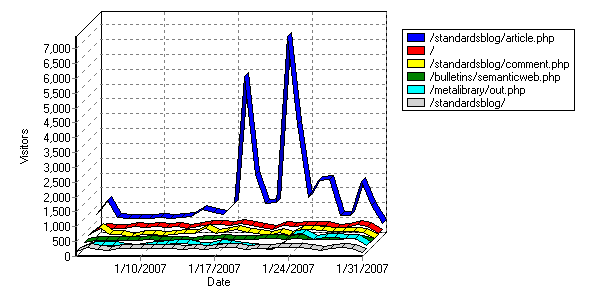 7,000
6,500
6,000
5,500
5,000
4,500
4,000
3,500
3,000
2,500
2,000
1,500
1,000
500
0
Visitors
1/10/2007
1/17/2007
1/24/2007
1/31/2007
Date
/standardsblog/article.php
/
/standardsblog/comment.php
/bulletins/semanticweb.php
/metalibrary/out.php
/standardsblog/